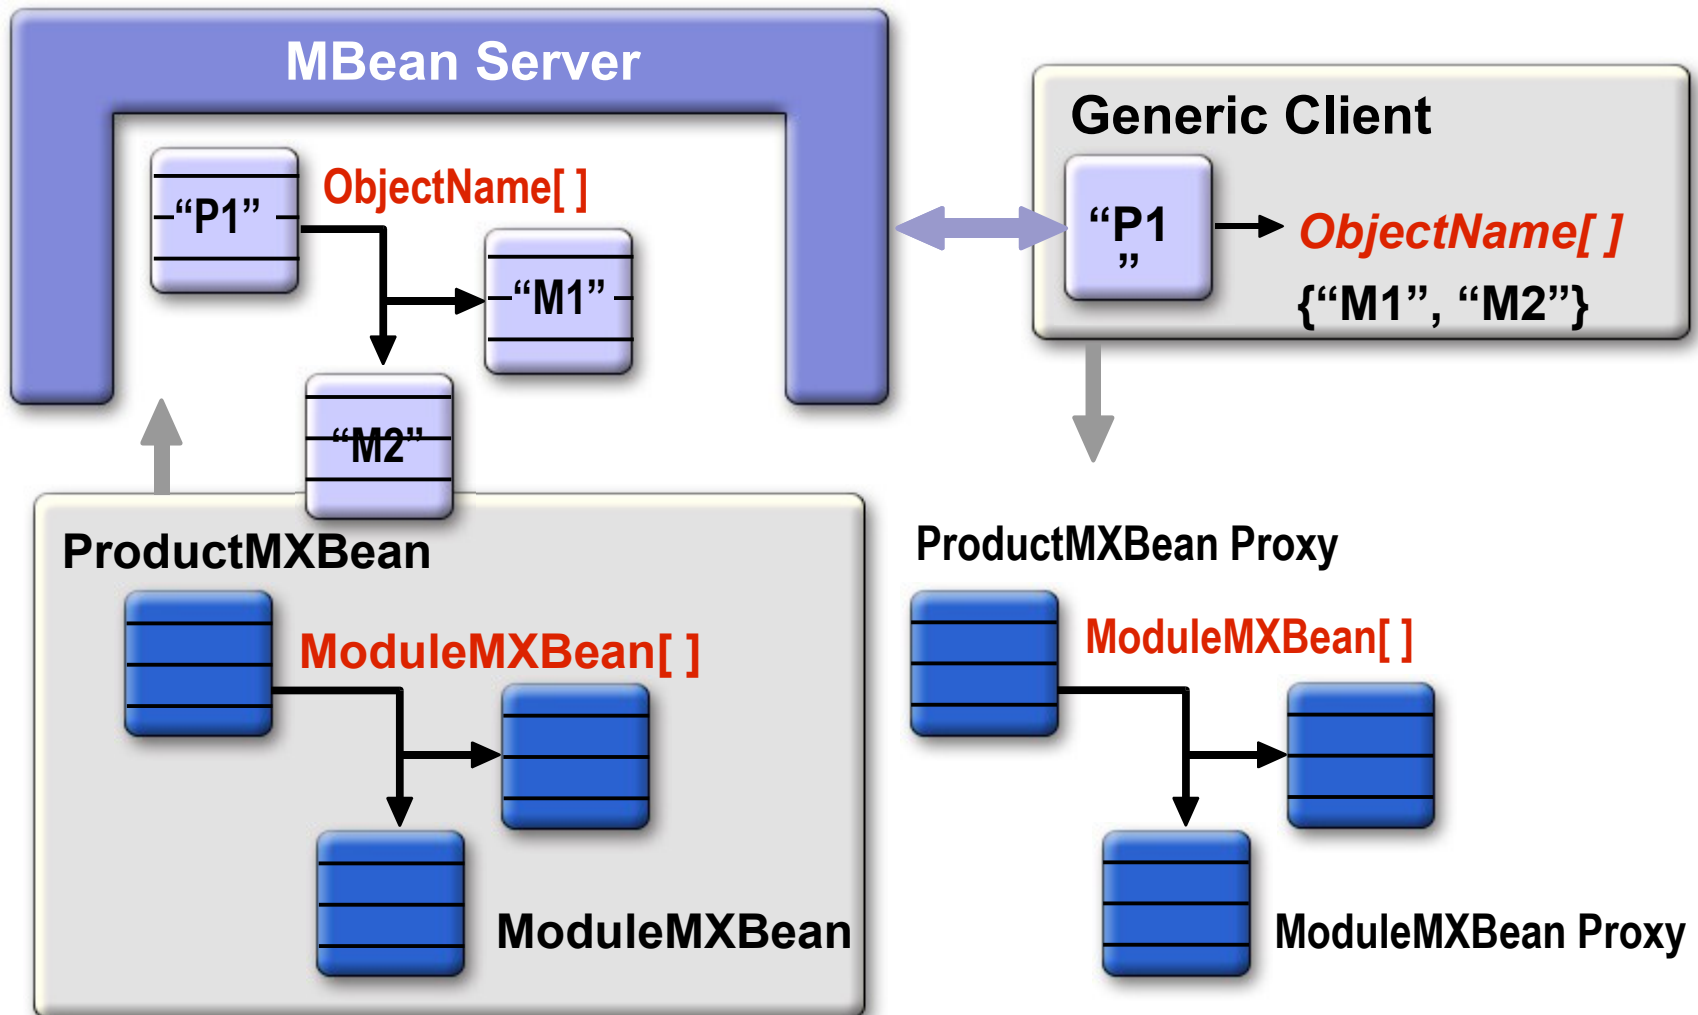 MBean Server
“P1”
ObjectName[ ]
“M1”
“M2”
Generic Client
“P1
”
ObjectName[ ]
{“M1”, “M2”}
ProductMXBean
ModuleMXBean[ ]
ModuleMXBean
ProductMXBean Proxy
ModuleMXBean[ ]
ModuleMXBean Proxy